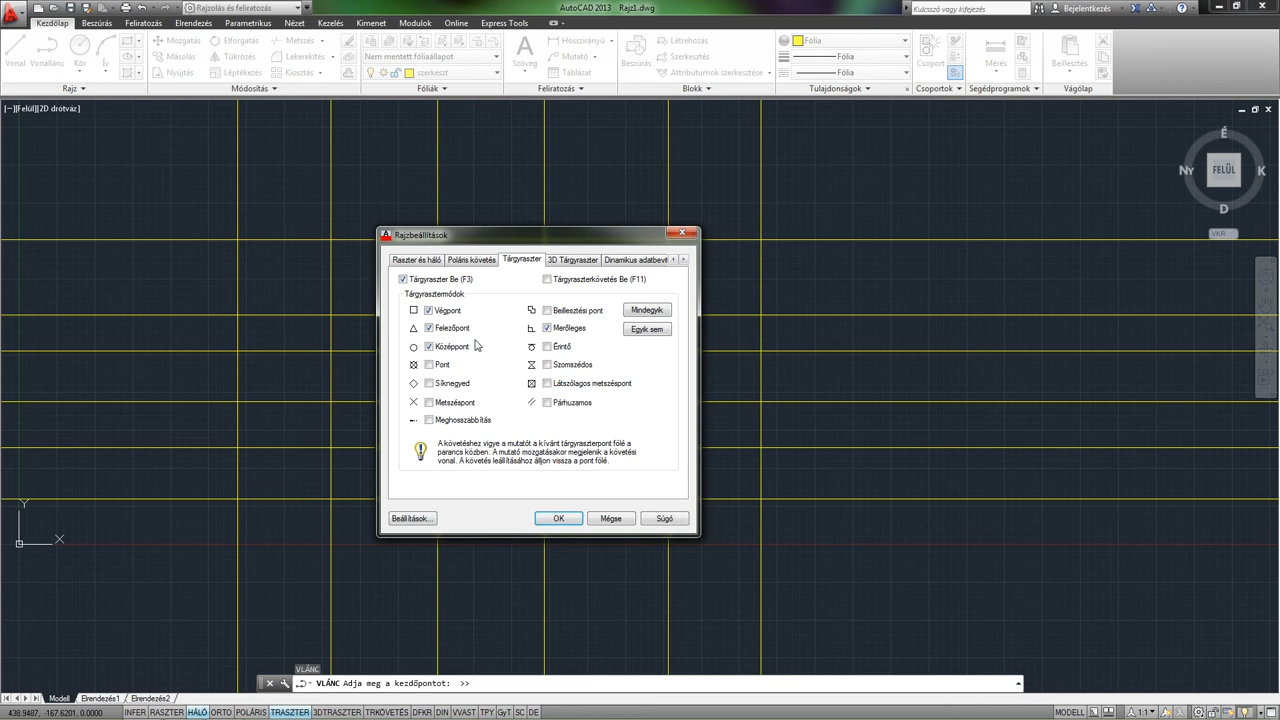 Rajzolás és feliratozás
AutoCAD 2013 Rajz1.dwg
Kulcsszó vagy kifejezés
Bejelentkezés
Kezdőlap Beszúrás Feliratozás Elrendezés Parametrikus Nézet Kezelés Kimenet Modulok Online Express Tools
Vonal Vonallánc Kör Ív
Mozgatás Elforgatás Metszés
Másolás Tükrözés Lekerekítés
Nyújtás Léptékezés Kiosztás
Nem mentett fóliaállapot
szerkeszt
Szöveg
Hosszirányú
Mutató
Táblázat
Beszúrás
Létrehozás
Szerkesztés
Attribútumok szerkesztése
Fólia
Fólia
Fólia
Csoport
Mérés
Beillesztés
Rajz Módosítás Fóliák Feliratozás Blokk Tulajdonságok Csoportok Segédprogramok Vágólap
[−][Felül][2D drótváz]
É
NY FELÜL K
D
VKR
Rajzbeállítások
Raszter és háló Poláris követés Tárgyraszter 3D Tárgyraszter Dinamikus adatbevit
Tárgyraszter Be (F3) Tárgyraszterkövetés Be (F11)
Tárgyrasztermódok
Végpont Beillesztési pont Mindegyik
Felezőpont Merőleges Egyik sem
Középpont Érintő
Pont Szomszédos
Síknegyed Látszólagos metszéspont
Metszéspont Párhuzamos
Meghosszabbítás
A követéshez vigye a mutatót a kívánt tárgyraszterpont fölé a
parancs közben. A mutató mozgatásakor megjelenik a követési
vonal. A követés leállításához álljon vissza a pont fölé.
Beállítások... OK Mégse Súgó
Y
X
VLÁNC
VLÁNC Adja meg a kezdőpontot: >>
Modell Elrendezés1 Elrendezés2
438.9487, -167.6201, 0.0000 INFER RASZTER HÁLÓ ORTO POLÁRIS TRASZTER 3DTRASZTER TRKÖVETÉS DFKR DIN VVAST TPY GyT SC DE MODELL 1:1